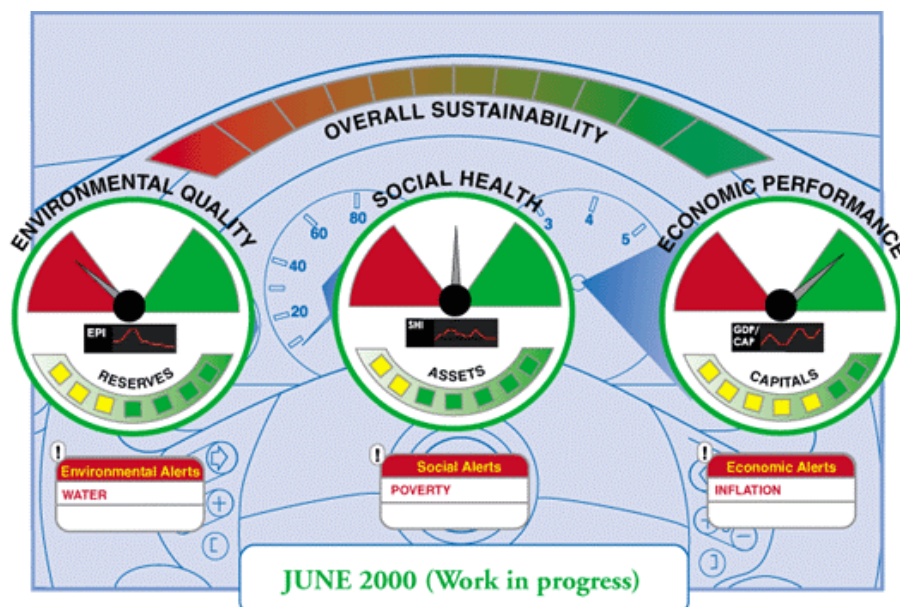 OVERALL SUSTAINABILITY
ENVIRONMENTAL QUALITY
SOCIAL HEALTH
ECONOMIC PERFORMANCE
20
40
60
80
3
4
5
EPI
RESERVES
SHI
ASSETS
GDP/
CAP
CAPITALS
!
Environmental Alerts
WATER
!
Social Alerts
POVERTY
!
Economic Alerts
INFLATION
JUNE 2000 (Work in progress)